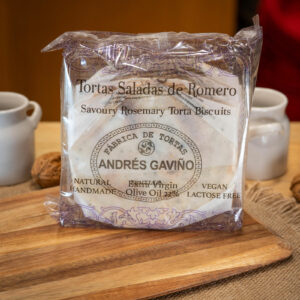 Tortas Saladas de Romero
Savoury Rosemary Torta Biscuits
FÁBRICA DE TORTAS
ANDRÉS GAVIÑO
NATURAL
HANDMADE
Extra Virgin
Olive Oil 22%
VEGAN
LACTOSE FREE